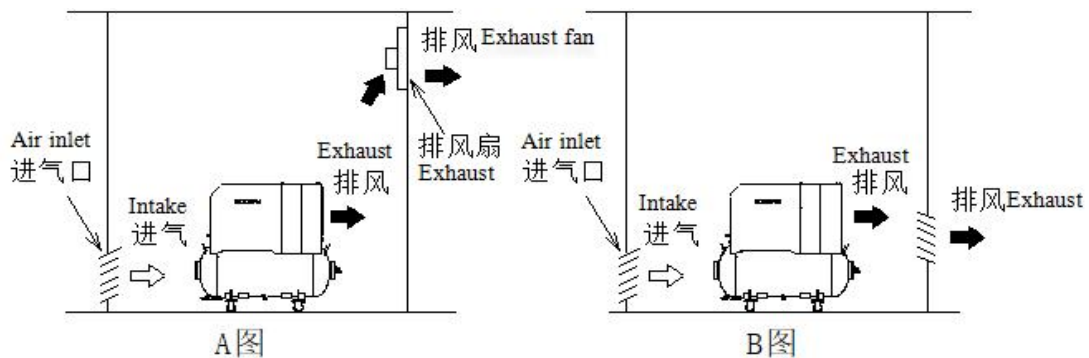 排风 Exhaust fan
Air inlet
进气口
Exhaust
排风
排风扇
Exhaust
Intake
进气
A图
Air inlet
进气口
Exhaust
排风
排风Exhaust
Intake
进气
B图